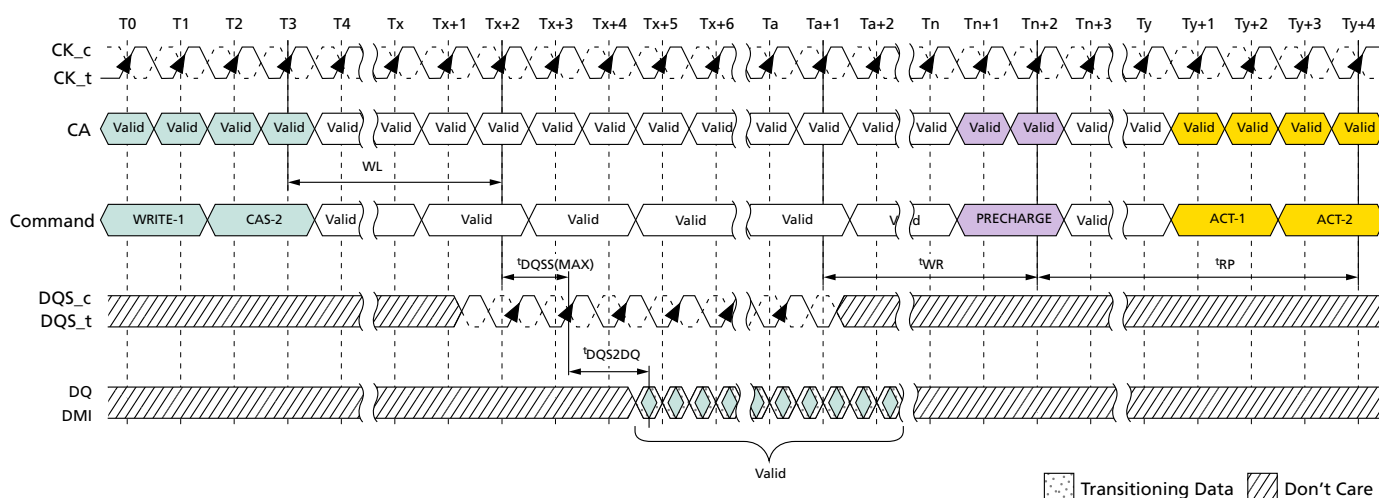 T0 T1 T2 T3 T4 Tx Tx+1 Tx+2 Tx+3 Tx+4 Tx+5 Tx+6 Ta Ta+1 Ta+2 Tn Tn+1 Tn+2 Tn+3 Ty Ty+1 Ty+2 Ty+3 Ty+4
CK_c
CK_t
CA Valid Valid Valid Valid Valid Valid Valid Valid Valid Valid Valid Valid Valid Valid Valid Valid Valid Valid Valid Valid Valid Valid Valid Valid
WL
Command WRITE-1 CAS-2 Valid Valid Valid Valid Valid Valid PRECHARGE Valid ACT-1 ACT-2
tDQSS(MAX) tWR tRP
DQS_c
DQS_t
tDQS2DQ
DQ
DMI
Valid
Transitioning Data Don't Care